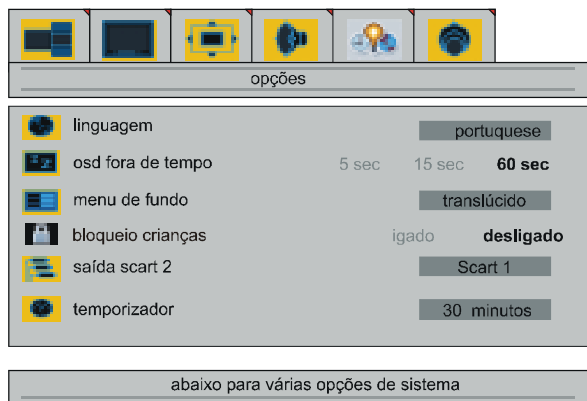 opções
linguagem portuquese
osd fora de tempo 5 sec 15 sec 60 sec
menu de fundo translúcido
bloqueio crianças igado desligado
saída scart 2 Scart 1
temporizador 30 minutos
abaixo para várias opções de sistema